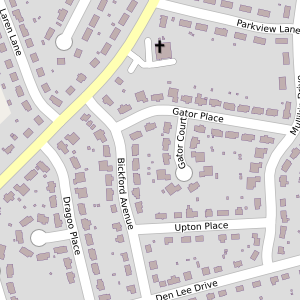 Laren Lane
Parkview Lane
Gator Place
Gator Court
Bickford Avenue
Dragoo Place
Upton Place
Den Lee Drive